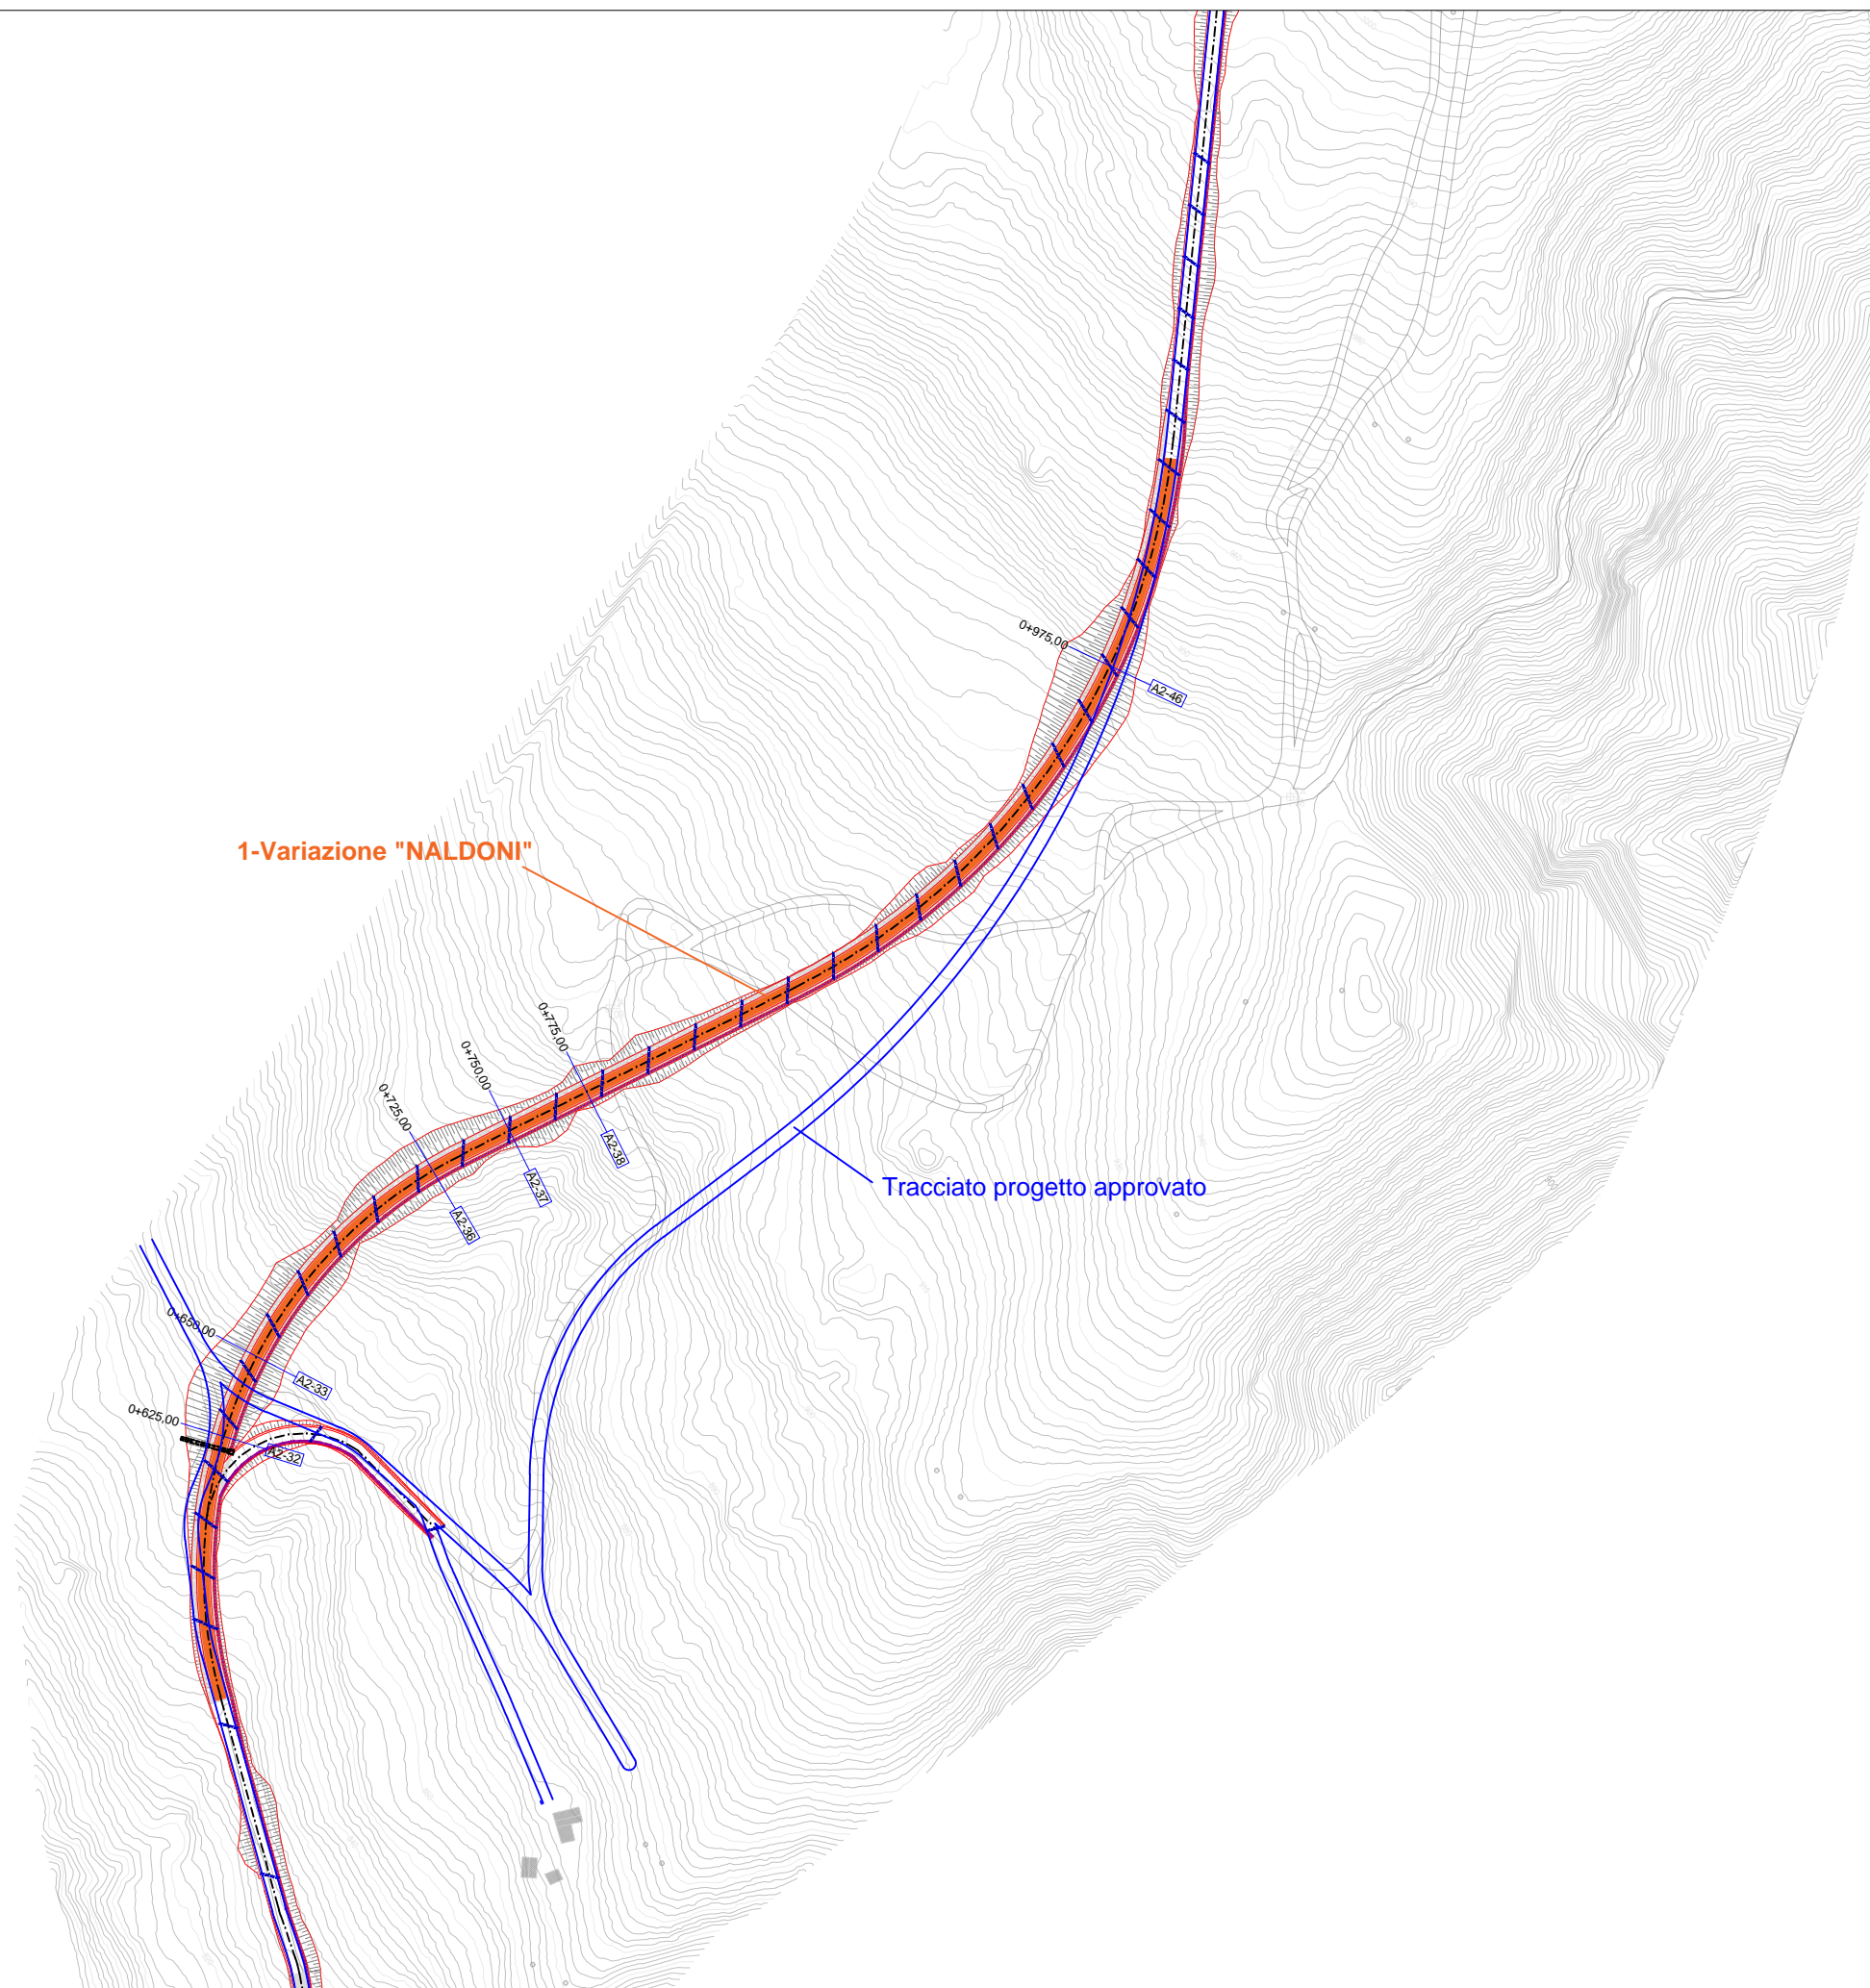 0+975,00
A2-46
1-Variazione "NALDONI"
0+775,00
0+750,00
0+725,00
A2-38
A2-37
A2-36
Tracciato progetto approvato
0+650,00
A2-33
0+625,00
A2-32